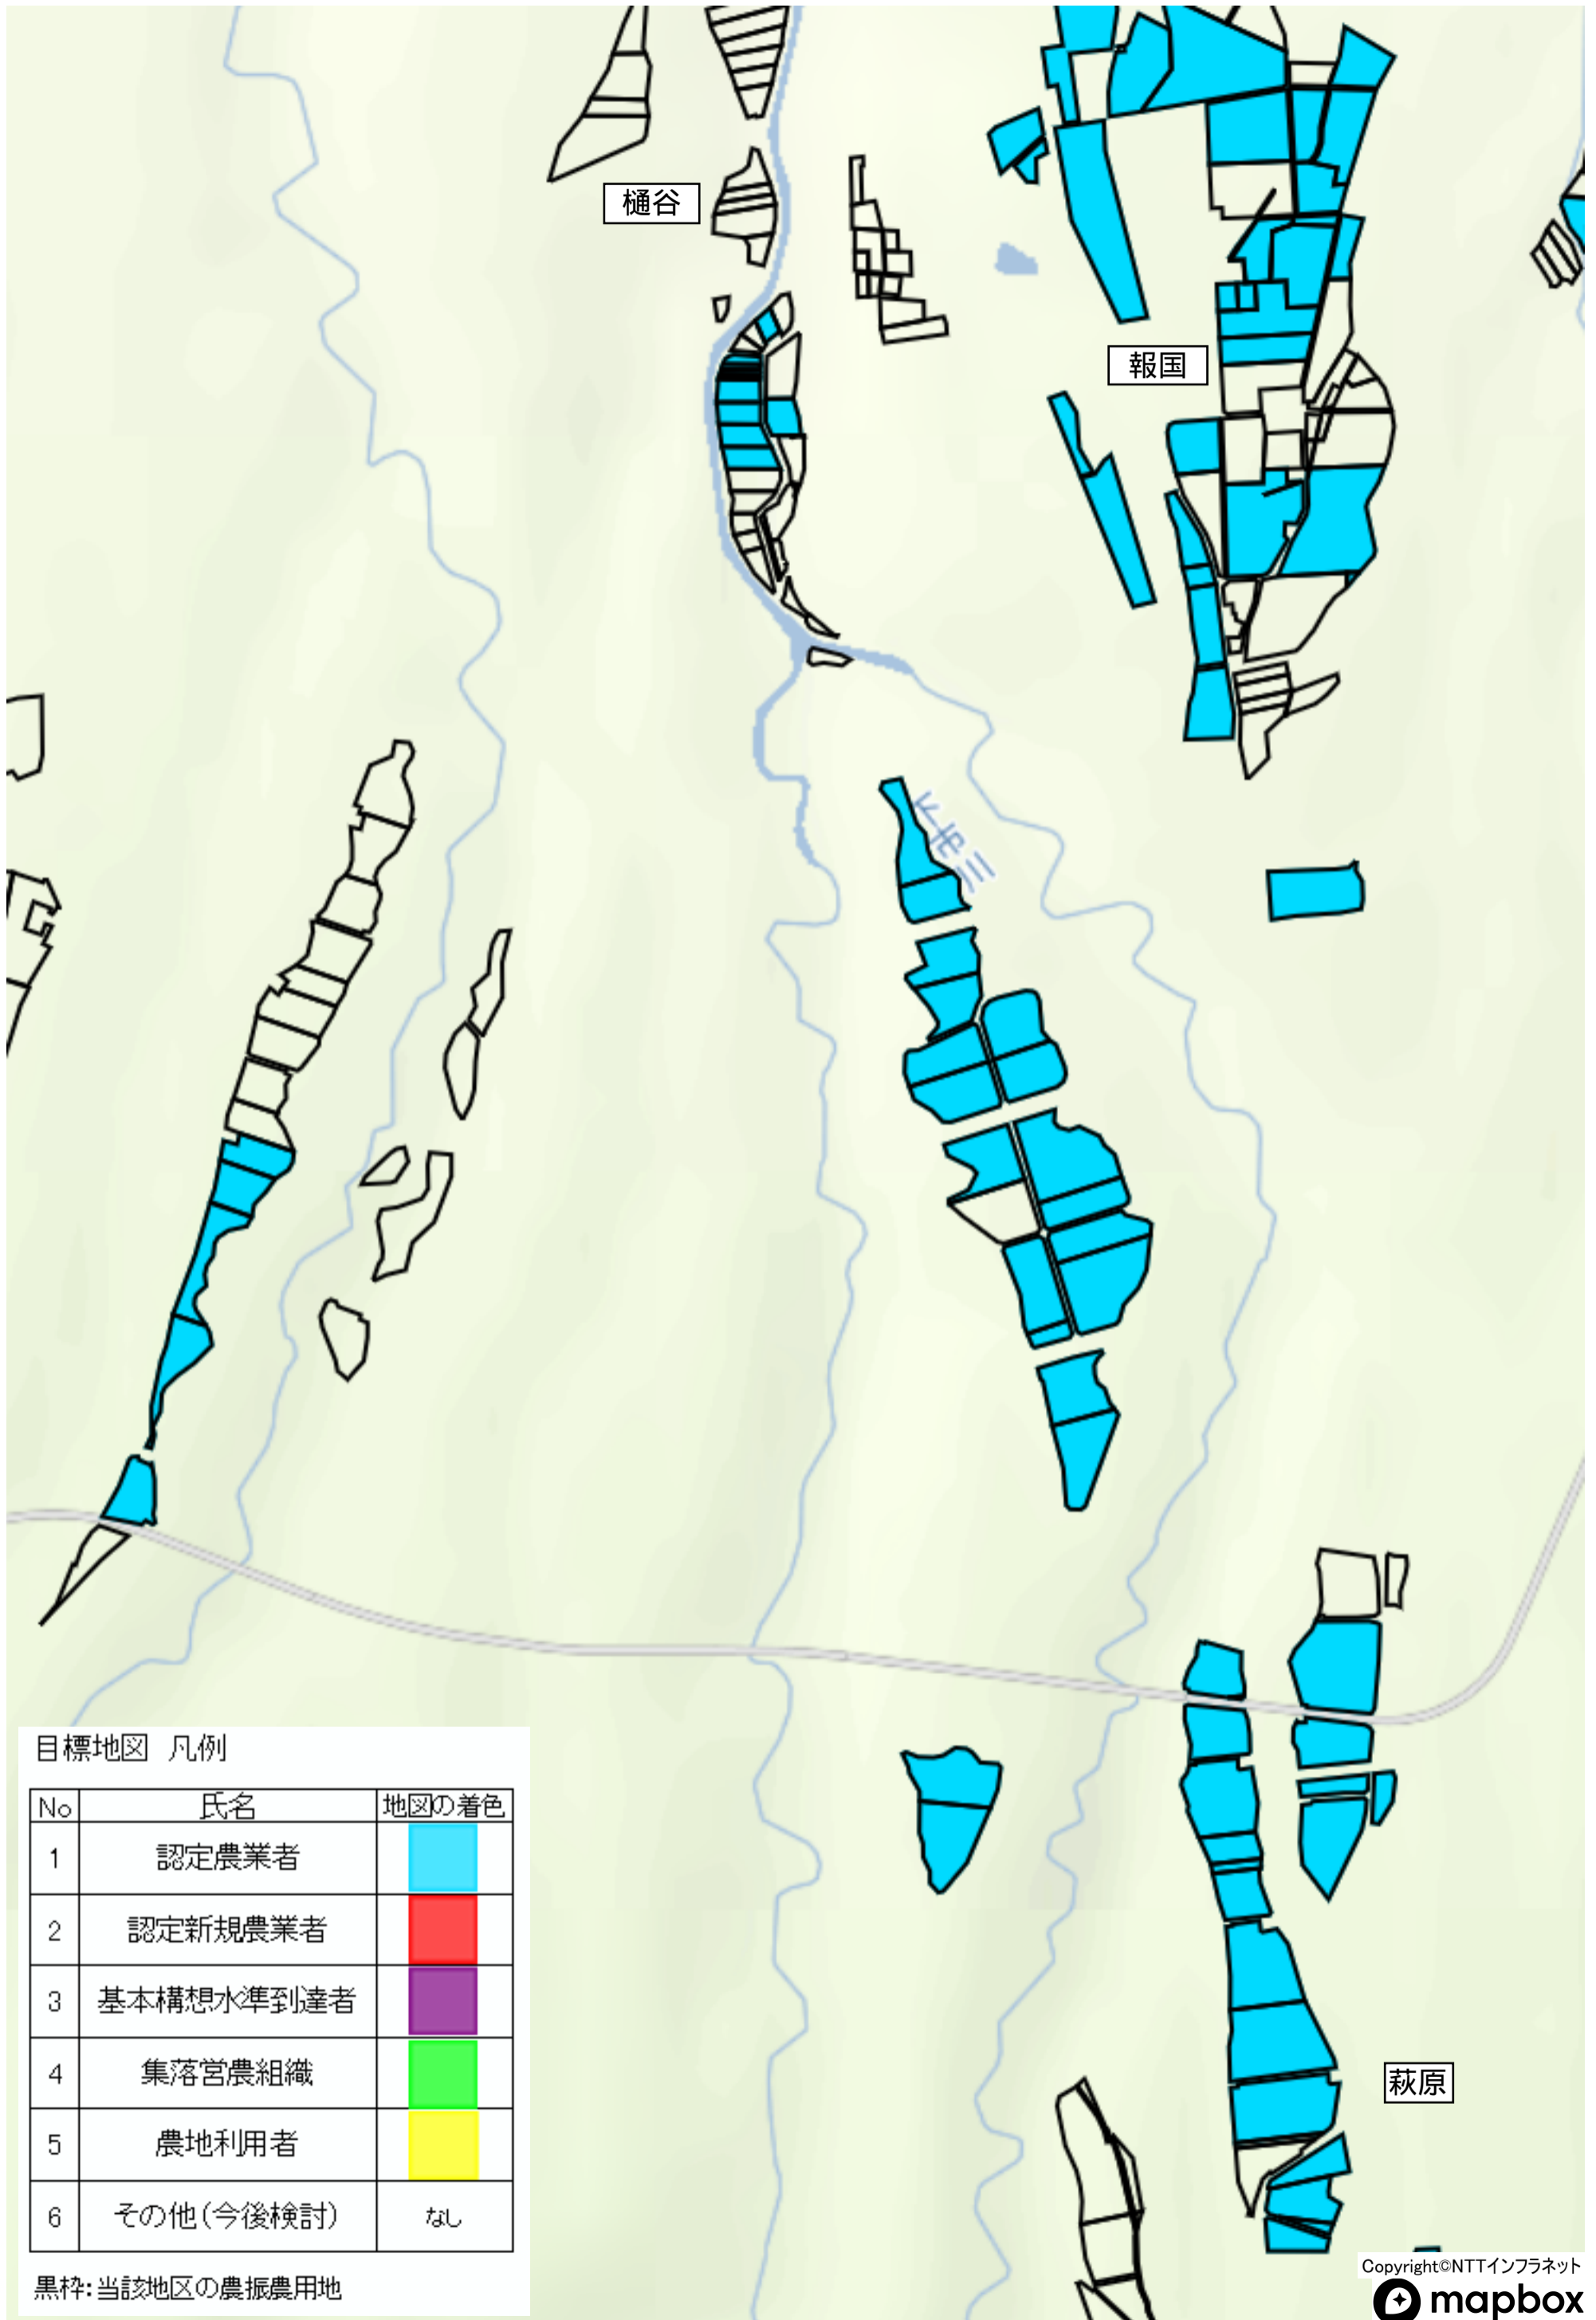 樋谷
報国
萩原
目標地図 凡例
No 氏名 地図の着色
1 認定農業者
2 認定新規農業者
3 基本構想水準到達者
4 集落営農組織
5 農地利用者
6 その他(今後検討) なし
黒枠:当該地区の農振農用地
Copyright©NTTインフラネット
mapbox